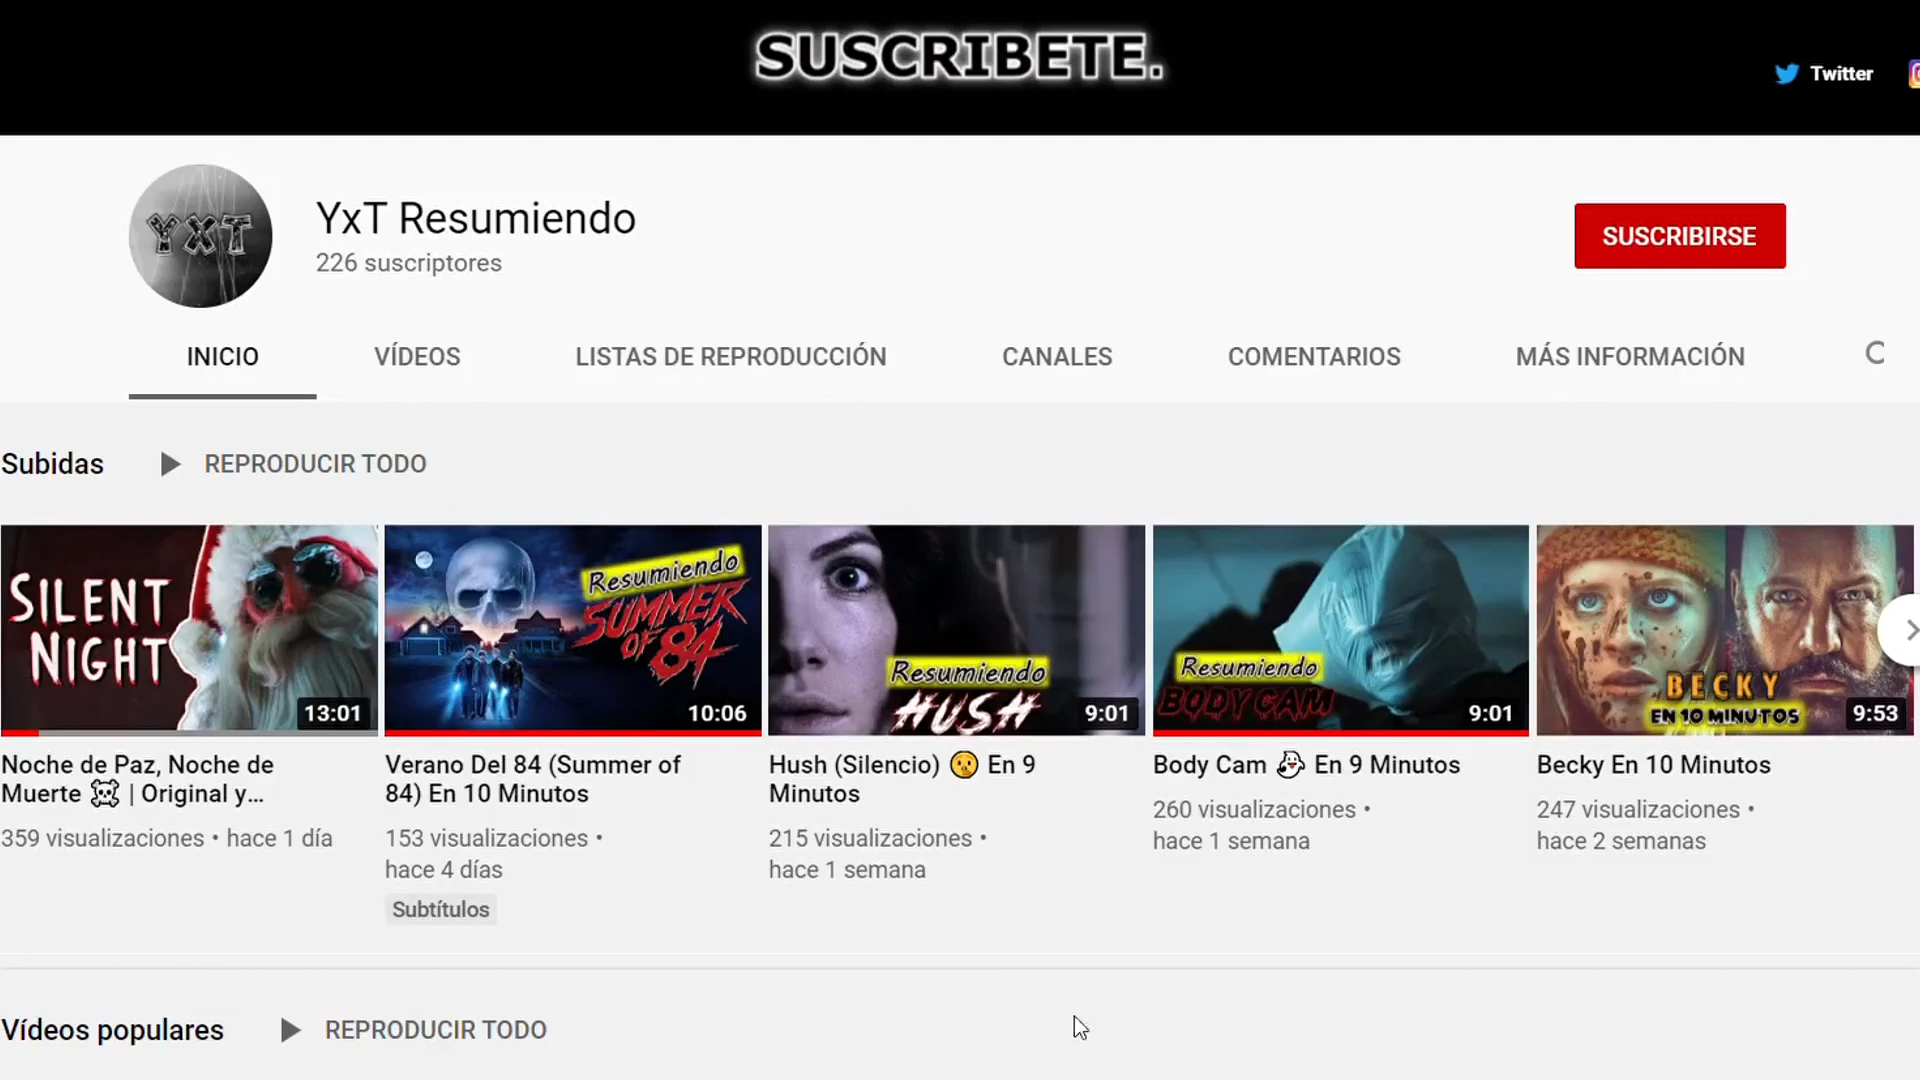 SUSCRIBETE.
Twitter
YXT
YxT Resumiendo
226 suscriptores
SUSCRIBIRSE
INICIO
VÍDEOS
LISTAS DE REPRODUCCIÓN
CANALES
COMENTARIOS
MÁS INFORMACIÓN
Subidas
REPRODUCIR TODO
SILENT
NIGHT
13:01
Resumiendo
SUMMER
OF 84
10:06
Resumiendo
HUSH
9:01
Resumiendo
BODY CAM
9:01
BECKY
EN 10 MINUTOS
9:53
Noche de Paz, Noche de
Muerte ☠ | Original y...
359 visualizaciones • hace 1 día
Verano Del 84 (Summer of
84) En 10 Minutos
153 visualizaciones •
hace 4 días
Subtítulos
Hush (Silencio) 🤫 En 9
Minutos
215 visualizaciones •
hace 1 semana
Body Cam 👻 En 9 Minutos
260 visualizaciones •
hace 1 semana
Becky En 10 Minutos
247 visualizaciones •
hace 2 semanas
Vídeos populares
REPRODUCIR TODO